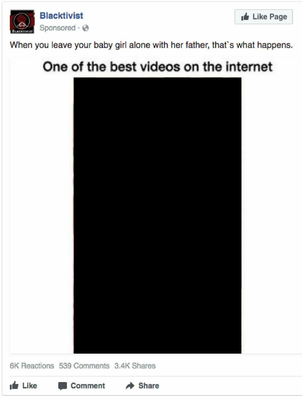 Blacktivist
Like Page
Sponsored ·
When you leave your baby girl alone with her father, that`s what happens.
One of the best videos on the internet
6K Reactions 539 Comments 3.4K Shares
Like Comment Share